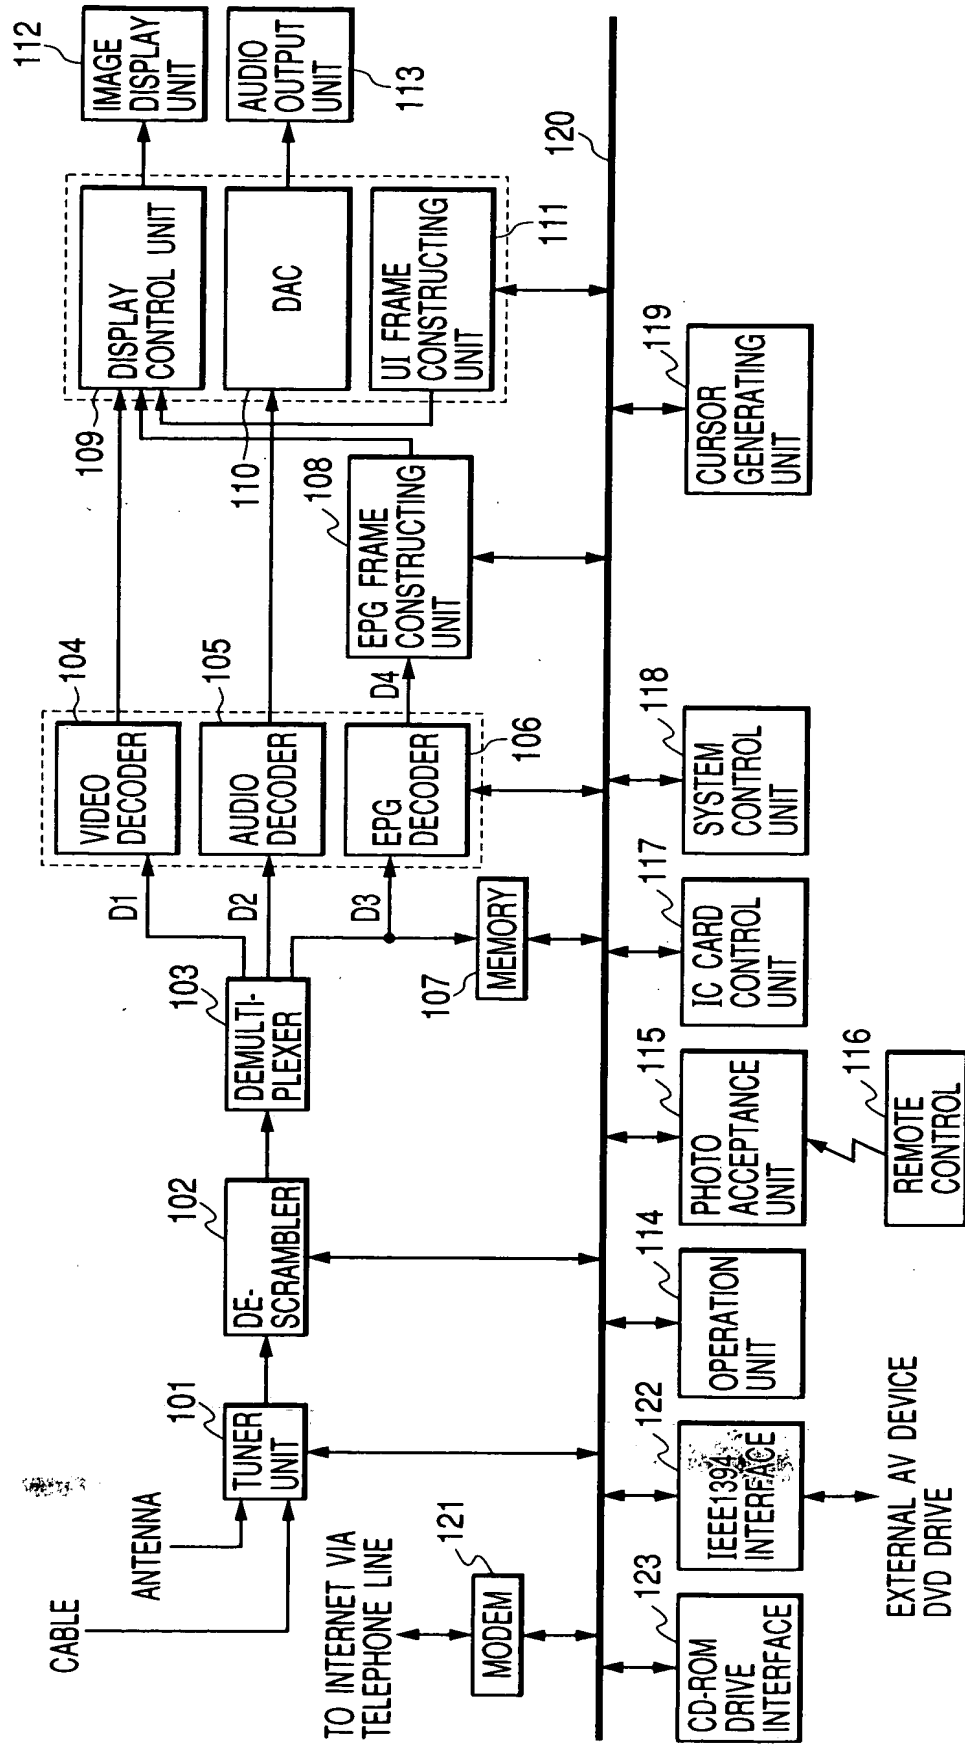 CABLE
ANTENNA
101
TUNER
UNIT
102
DE-
SCRAMBLER
103
DEMULTI-
PLEXER
D1
D2
D3
104
VIDEO
DECODER
105
AUDIO
DECODER
EPG
DECODER
106
107
MEMORY
D4
108
EPG FRAME
CONSTRUCTING
UNIT
109
DISPLAY
CONTROL UNIT
110
DAC
UI FRAME
CONSTRUCTING
UNIT
111
112
IMAGE
DISPLAY
UNIT
AUDIO
OUTPUT
UNIT
113
120
TO INTERNET VIA
TELEPHONE LINE
121
MODEM
123
CD-ROM
DRIVE
INTERFACE
122
IEEE1394
INTERFACE
EXTERNAL AV DEVICE
DVD DRIVE
114
OPERATION
UNIT
115
PHOTO
ACCEPTANCE
UNIT
116
REMOTE
CONTROL
117
IC CARD
CONTROL
UNIT
118
SYSTEM
CONTROL
UNIT
119
CURSOR
GENERATING
UNIT